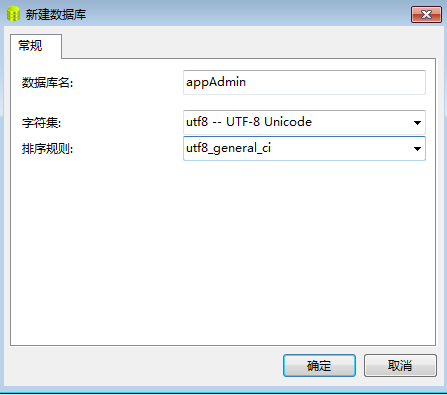 新建数据库
常规
数据库名: appAdmin
字符集: utf8 -- UTF-8 Unicode
排序规则: utf8_general_ci
确定 取消